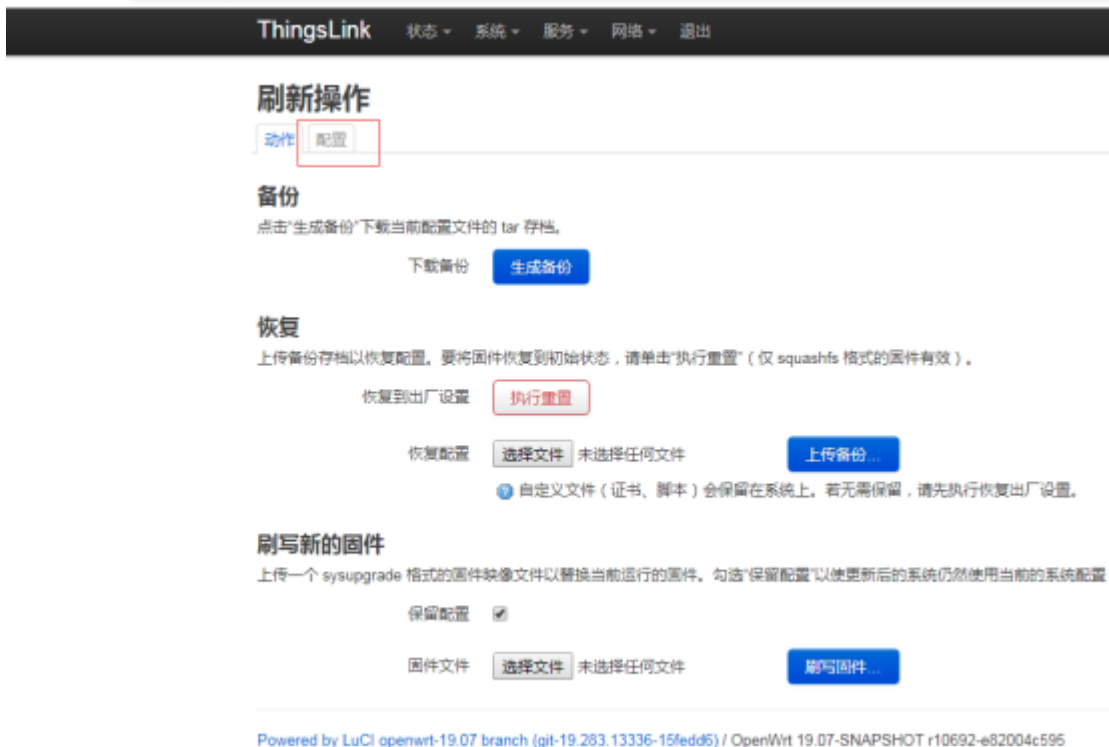 ThingsLink 状态 系统 服务 网络 退出
刷新操作
动作 配置
备份
点击“生成备份”下载当前配置文件的 tar 存档。
下载备份 生成备份
恢复
上传备份存档以恢复配置。要将固件恢复到初始状态，请单击“执行重置”（仅 squashfs 格式的固件有效）。
恢复到出厂设置 执行重置
恢复配置 选择文件 未选择任何文件 上传备份...
自定义文件（证书、脚本）会保留在系统上。若无需保留，请先执行恢复出厂设置。
刷写新的固件
上传一个 sysupgrade 格式的固件映像文件以替换当前运行的固件。勾选“保留配置”以使更新后的系统仍然使用当前的系统配置
保留配置
固件文件 选择文件 未选择任何文件 刷写固件...
Powered by LuCI openwrt-19.07 branch (git-19.283.13336-15fedd6) / OpenWrt 19.07-SNAPSHOT r10692-e82004c595